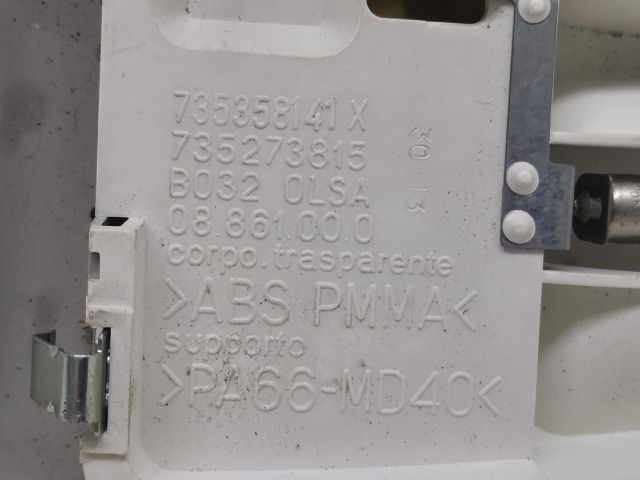 735358141 X
735273815
B032 OLSA
08.861.00.0
corpo.trasparente
>ABS PMMA<
supporto
>PA66-MD40<
30 13